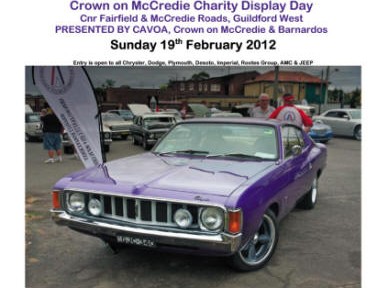 Crown on McCredie Charity Display Day
Cnr Fairfield & McCredie Roads, Guildford West
PRESENTED BY CAVOA, Crown on McCredie & Barnardos
Sunday 19th February 2012
Entry is open to all Chrysler, Dodge, Plymouth, Desoto, Imperial, Rootes Group, AMC & JEEP